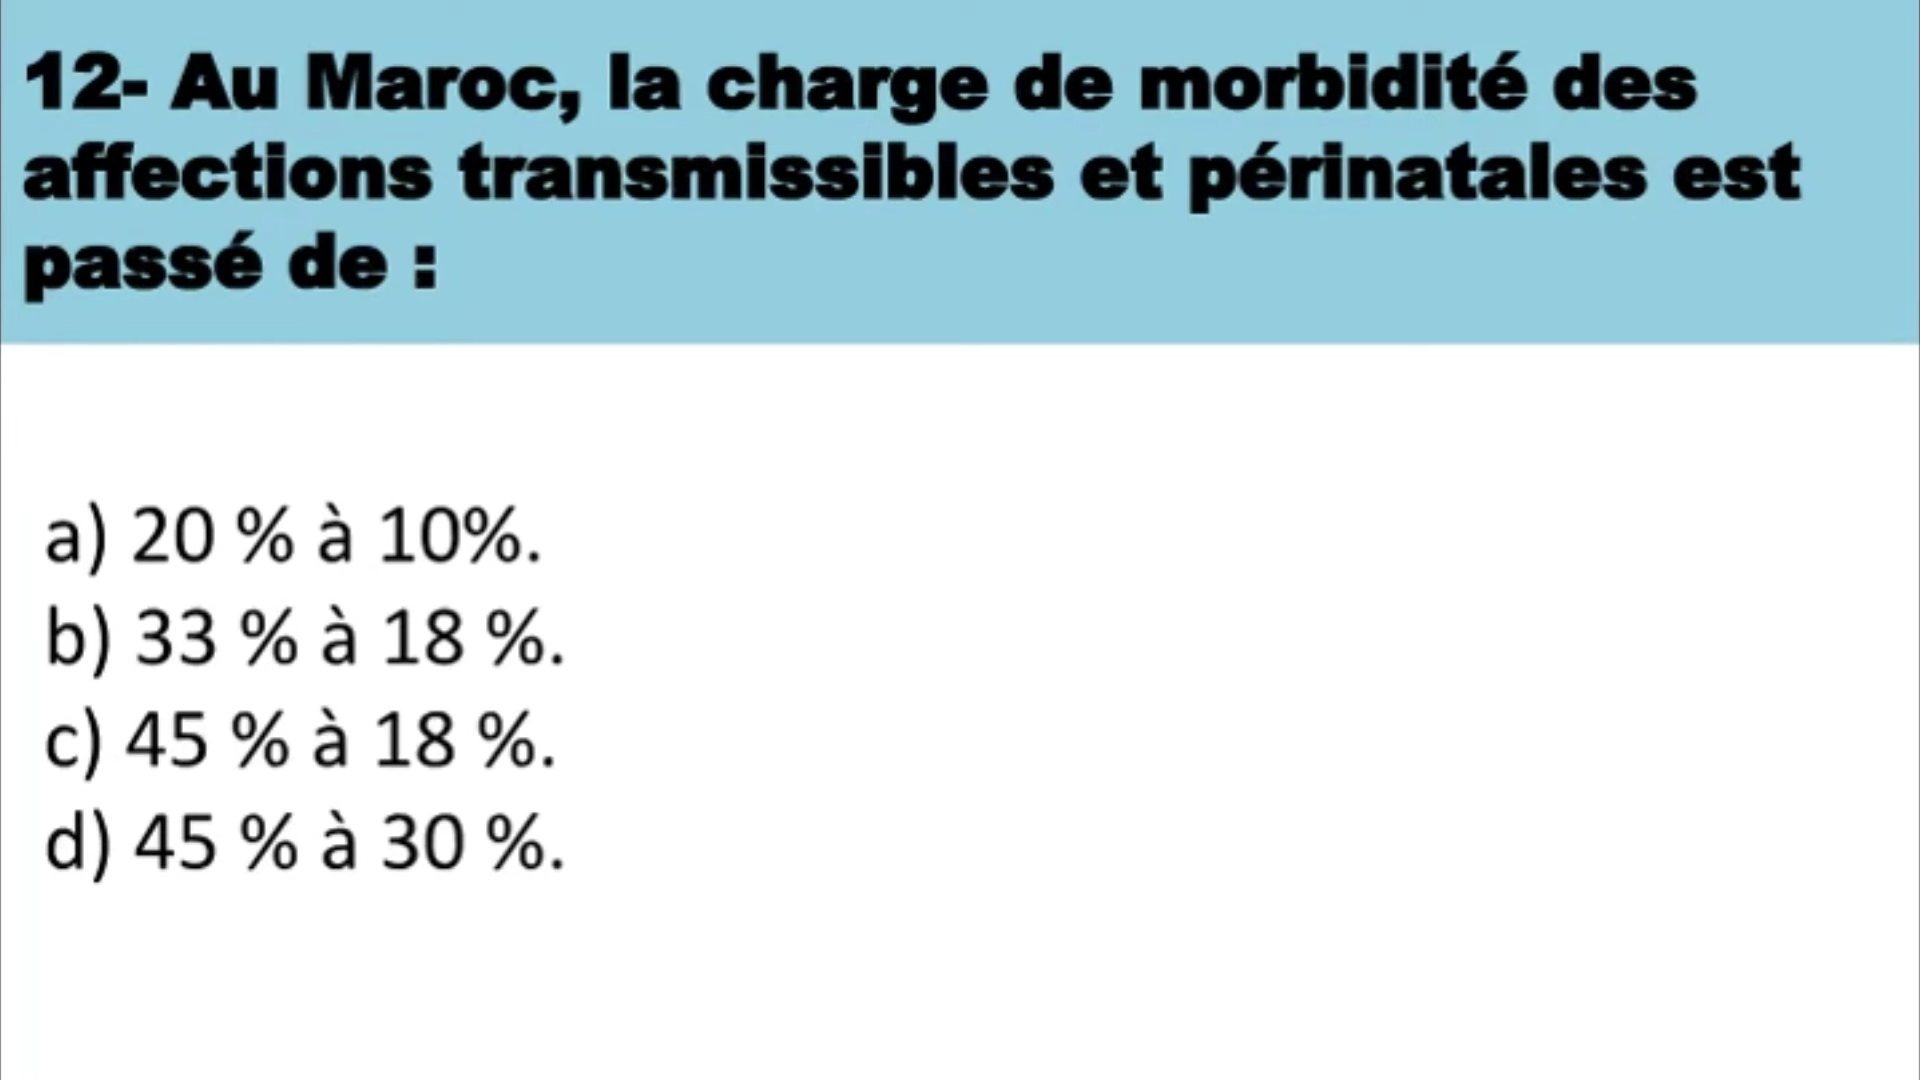 12- Au Maroc, la charge de morbidité des
affections transmissibles et périnatales est
passé de :
a) 20 % à 10%.
b) 33 % à 18 %.
c) 45 % à 18 %.
d) 45 % à 30 %.